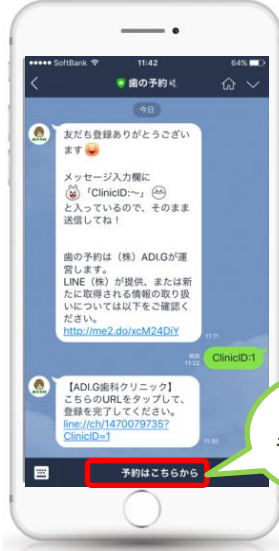 SoftBank 11:42 64%
歯の予約
今日
友だち登録ありがとうござい
ます
メッセージ入力欄に
「ClinicID:～」
と入っているので、そのまま
送信してね！
歯の予約は（株）ADI.Gが運
営します。
LINE（株）が提供、または新
たに取得される情報の取り扱
いについては以下をご確認く
ださい。
http://me2.do/xcM24DiY
11:11
既読
11:22
ClinicID:1
【ADI.G歯科クリニック】
こちらのURLをタップして、
登録を完了してください。
line://ch/1470079735?
ClinicID=1
11:30
予約はこちらから